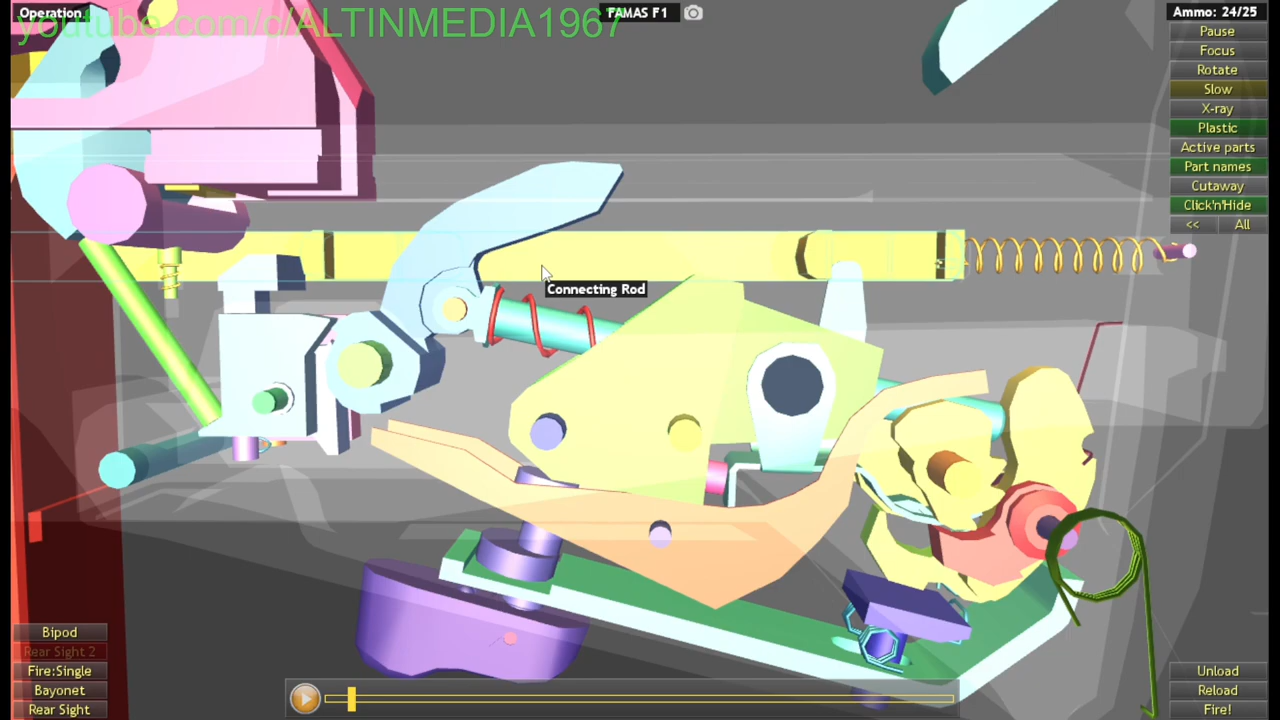 Operation
youtube.com/c/ALTINMEDIA1967
FAMAS F1
Ammo: 24/25
Pause
Focus
Rotate
Slow
X-ray
Plastic
Active parts
Part names
Cutaway
Click'n'Hide
<< All
Connecting Rod
Bipod
Rear Sight 2
Fire:Single
Bayonet
Rear Sight
Unload
Reload
Fire!